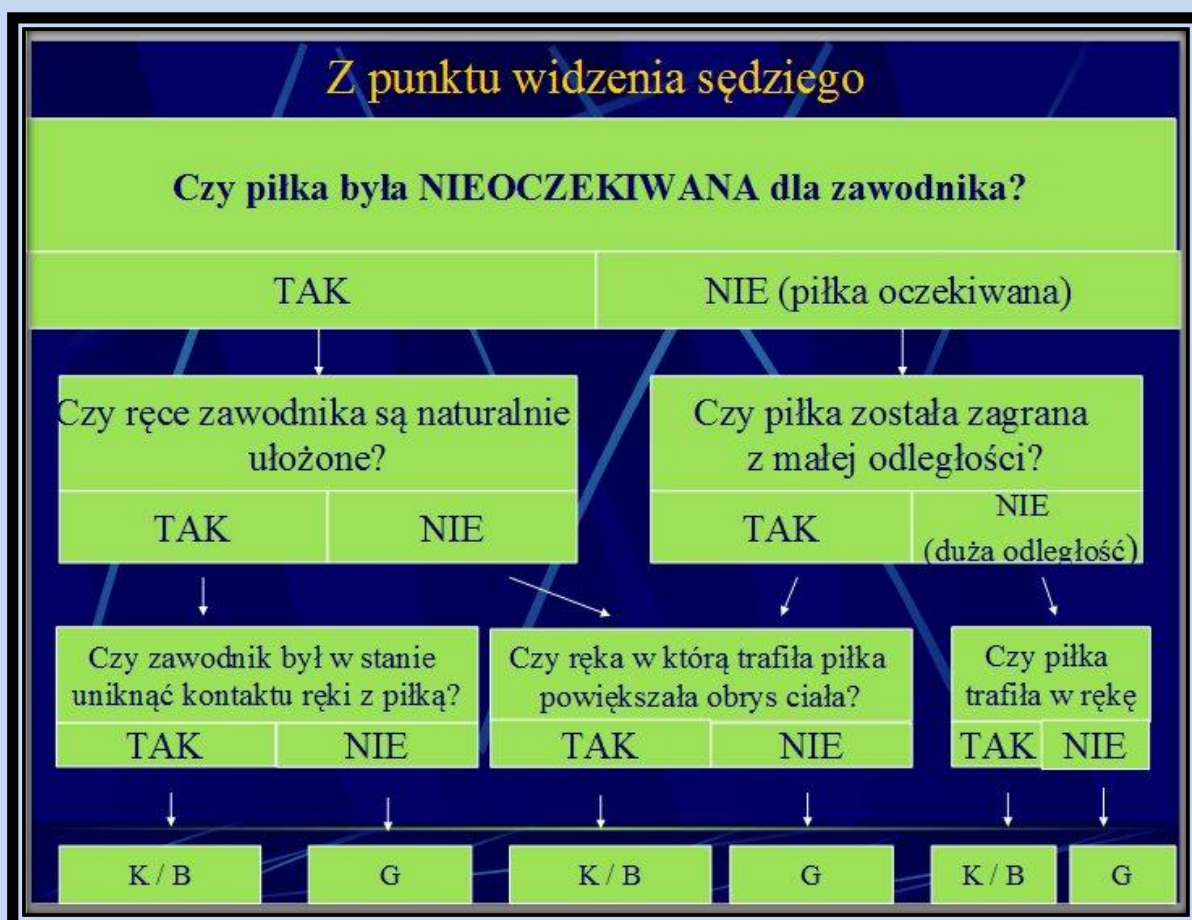 Z punktu widzenia sędziego
Czy piłka była NIEOCZEKIWANA dla zawodnika?
TAK
NIE (piłka oczekiwana)
Czy ręce zawodnika są naturalnie
ułożone?
TAK
NIE
Czy piłka została zagrana
z małej odległości?
TAK
NIE
(duża odległość)
Czy zawodnik był w stanie
uniknąć kontaktu ręki z piłką?
TAK
NIE
Czy ręka w którą trafiła piłka
powiększała obrys ciała?
TAK
NIE
Czy piłka
trafiła w rękę
TAK
NIE
K / B
G
K / B
G
K / B
G